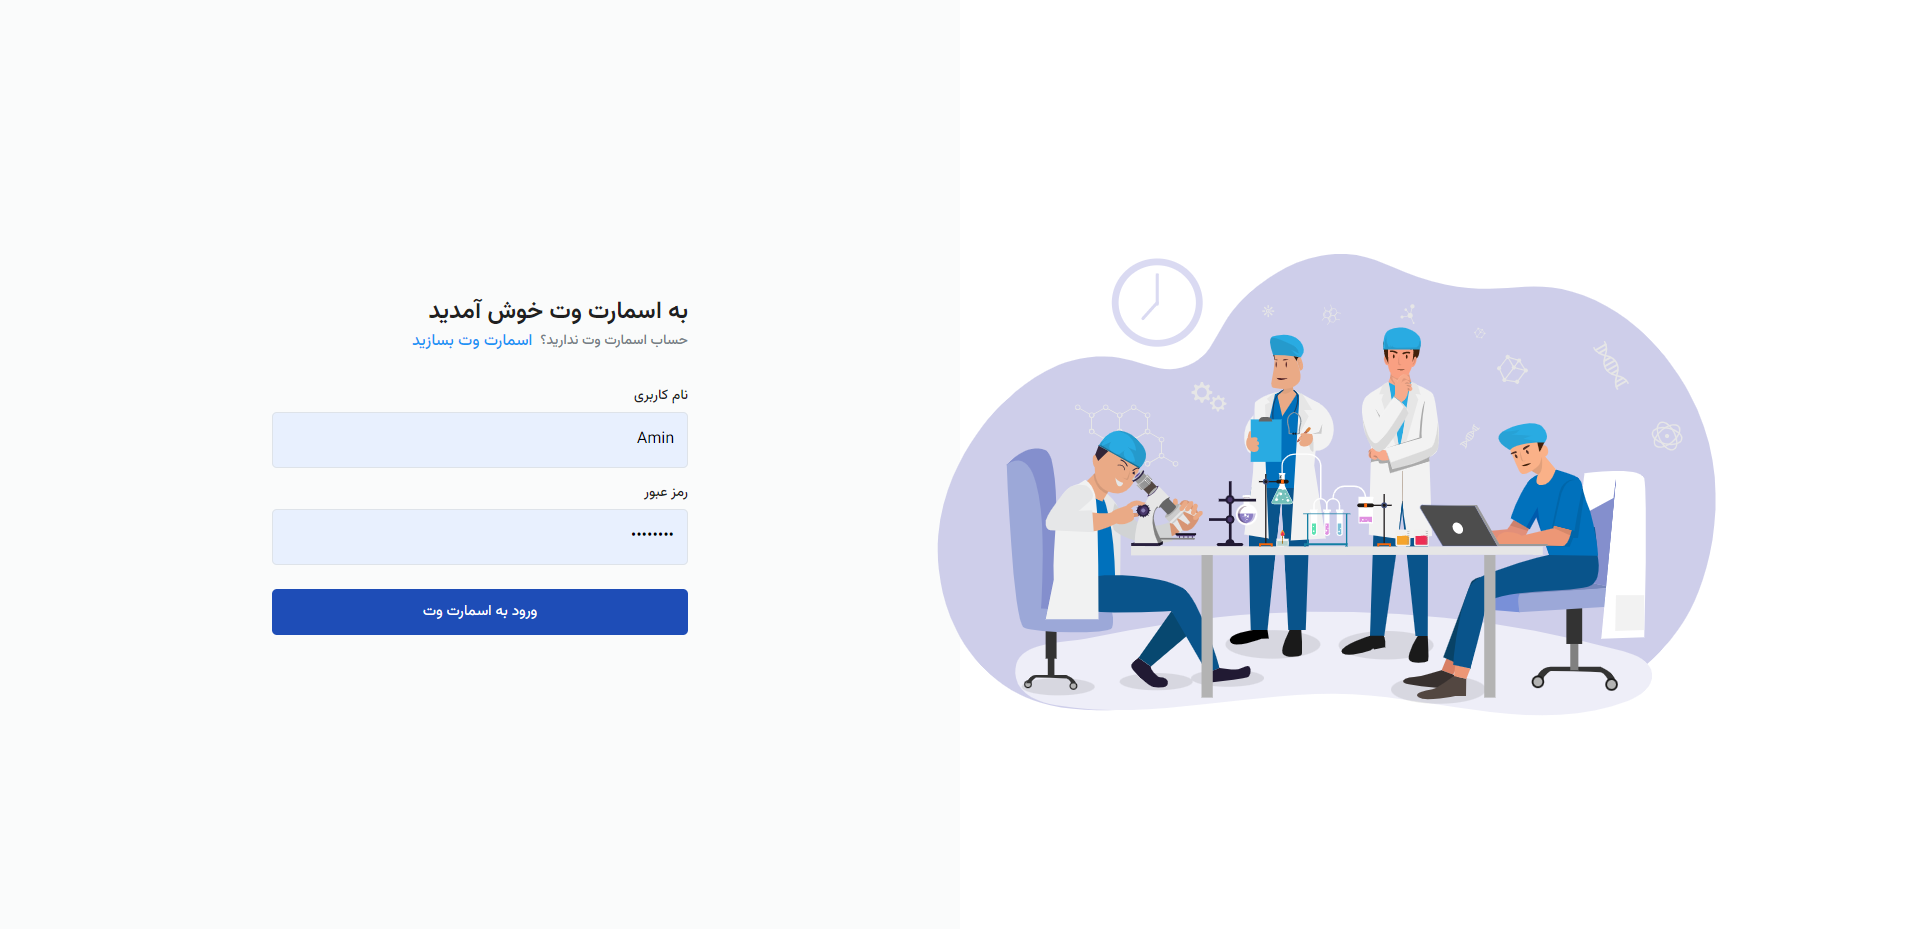 به اسمارت وت خوش آمدید
حساب اسمارت وت ندارید؟ اسمارت وت بسازید
نام کاربری
Amin
رمز عبور
••••••••
ورود به اسمارت وت